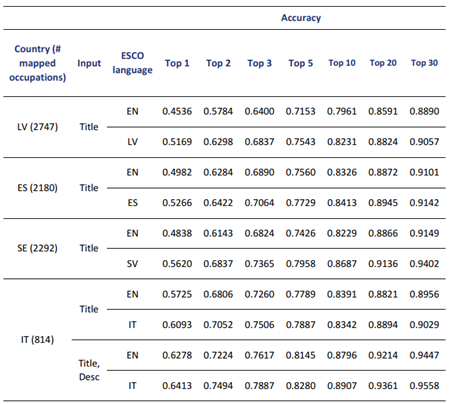 Accuracy
Country (# mapped occupations) Input ESCO language Top 1 Top 2 Top 3 Top 5 Top 10 Top 20 Top 30
LV (2747) Title EN 0.4536 0.5784 0.6400 0.7153 0.7961 0.8591 0.8890
LV 0.5169 0.6298 0.6837 0.7543 0.8231 0.8824 0.9057
ES (2180) Title EN 0.4982 0.6284 0.6890 0.7560 0.8326 0.8872 0.9101
ES 0.5266 0.6422 0.7064 0.7729 0.8413 0.8945 0.9142
SE (2292) Title EN 0.4838 0.6143 0.6824 0.7426 0.8229 0.8866 0.9149
SV 0.5620 0.6837 0.7365 0.7958 0.8687 0.9136 0.9402
IT (814) Title EN 0.5725 0.6806 0.7260 0.7789 0.8391 0.8821 0.8956
IT 0.6093 0.7052 0.7506 0.7887 0.8342 0.8894 0.9029
Title, Desc EN 0.6278 0.7224 0.7617 0.8145 0.8796 0.9214 0.9447
IT 0.6413 0.7494 0.7887 0.8280 0.8907 0.9361 0.9558